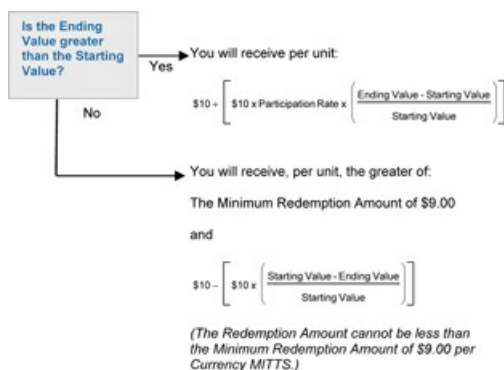 Is the Ending
Value greater
than the Starting
Value?
Yes
You will receive per unit:
$10 + [ $10 x Participation Rate x ( Ending Value - Starting Value / Starting Value ) ]
No
You will receive, per unit, the greater of:
The Minimum Redemption Amount of $9.00
and
$10 – [ $10 x ( Starting Value - Ending Value / Starting Value ) ]
(The Redemption Amount cannot be less than
the Minimum Redemption Amount of $9.00 per
Currency MITTS.)